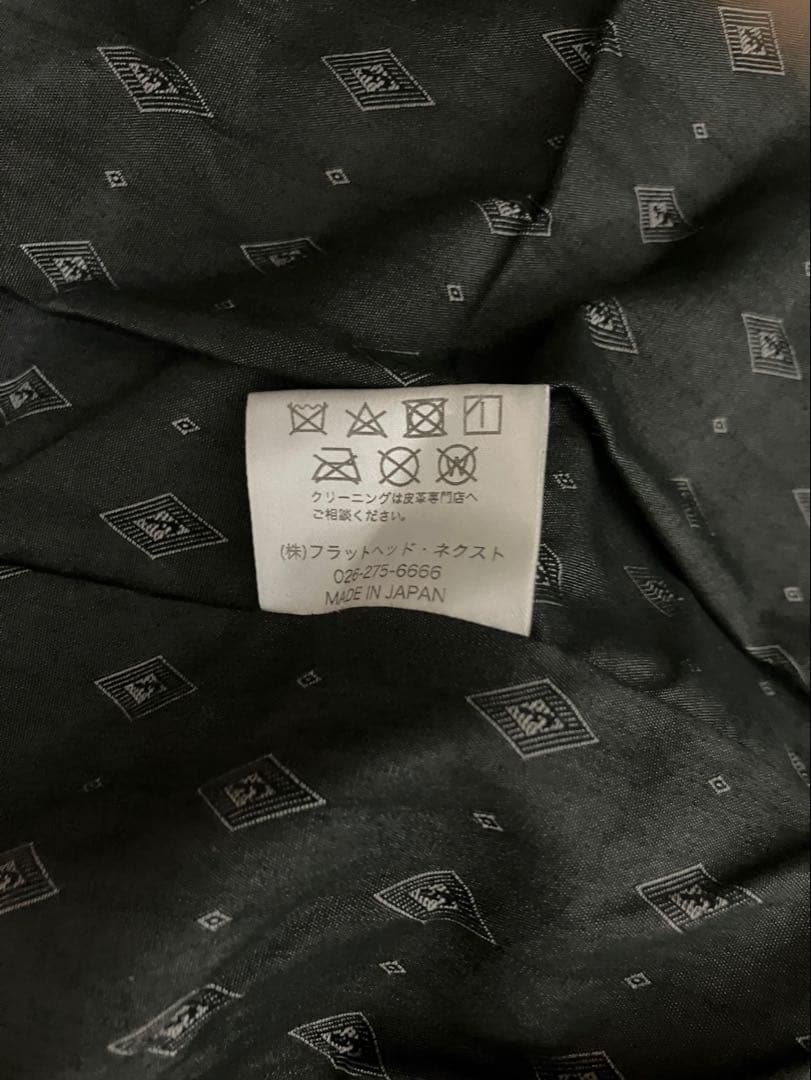 クリーニングは皮革専門店へ
ご相談ください。
(株)フラットヘッド・ネクスト
026-275-6666
MADE IN JAPAN